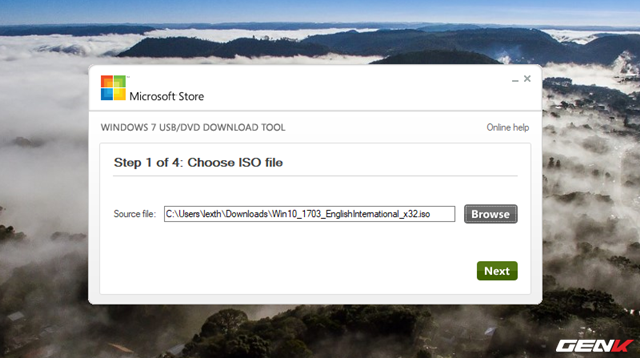 Microsoft Store
WINDOWS 7 USB/DVD DOWNLOAD TOOL
Online help
Step 1 of 4: Choose ISO file
Source file:
C:\Users\lexth\Downloads\Win10_1703_EnglishInternational_x32.iso
Browse
Next
GENK